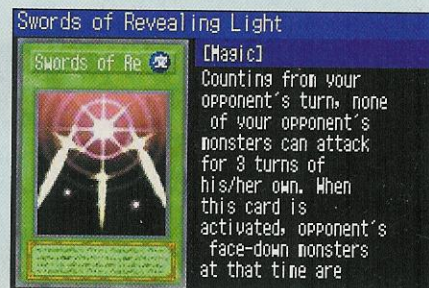 Swords of Revealing Light
Swords of Re
[Magic]
Counting from your
opponent's turn, none
of your opponent's
monsters can attack
for 3 turns of
his/her own. When
this card is
activated, opponent's
face-down monsters
at that time are